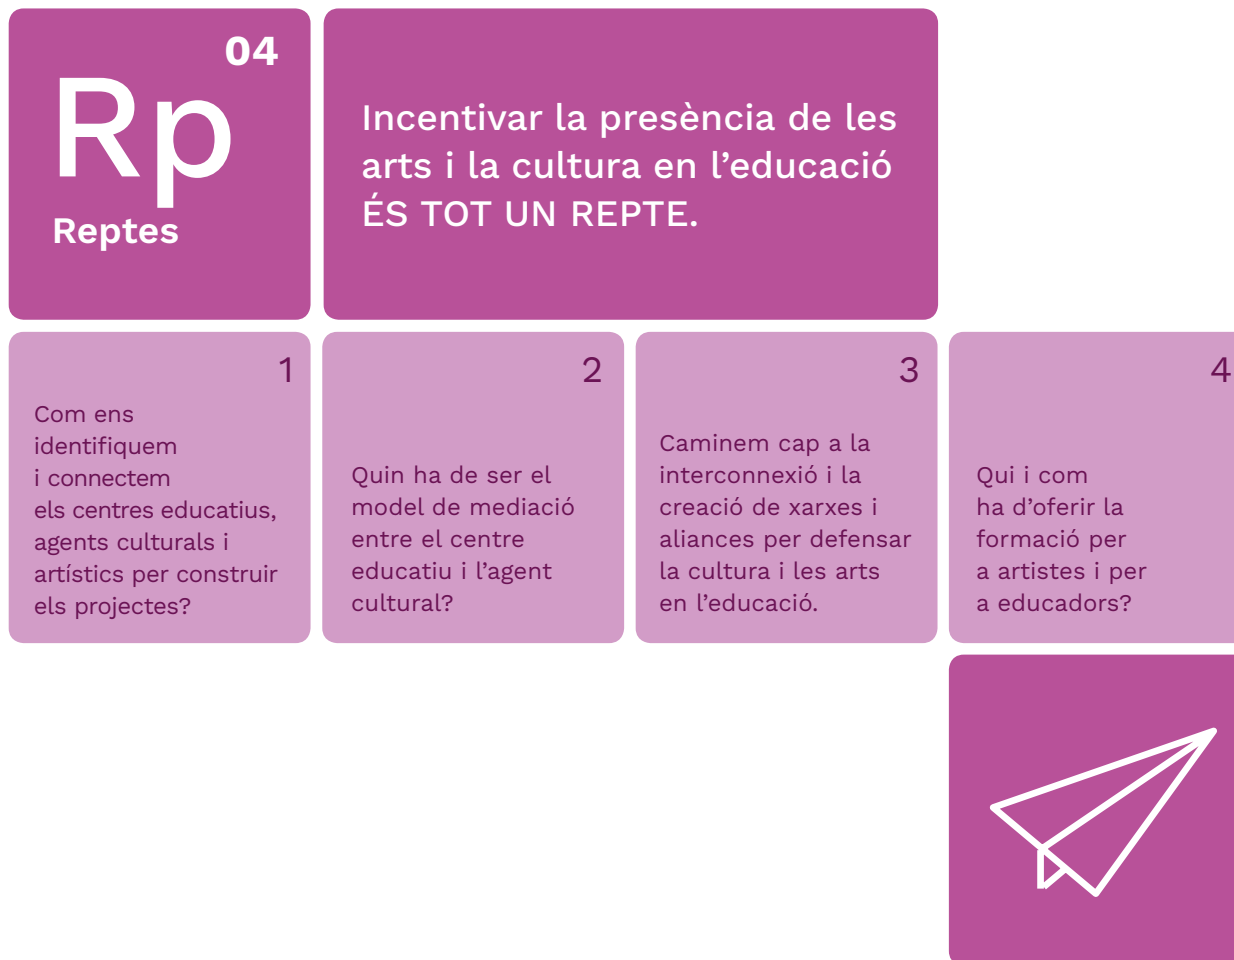 04
Rp
Reptes
Incentivar la presència de les
arts i la cultura en l’educació
ÉS TOT UN REPTE.
1
Com ens
identifiquem
i connectem
els centres educatius,
agents culturals i
artístics per construir
els projectes?
2
Quin ha de ser el
model de mediació
entre el centre
educatiu i l’agent
cultural?
3
Caminem cap a la
interconnexió i la
creació de xarxes i
aliances per defensar
la cultura i les arts
en l’educació.
4
Qui i com
ha d’oferir la
formació per
a artistes i per
a educadors?